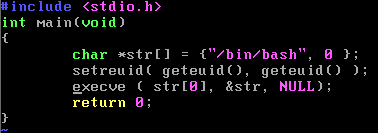 #include <stdio.h>
int main(void)
{
        char *str[] = {"/bin/bash", 0 };
        setreuid( geteuid(), geteuid() );
        execve ( str[0], &str, NULL);
        return 0;
}
~